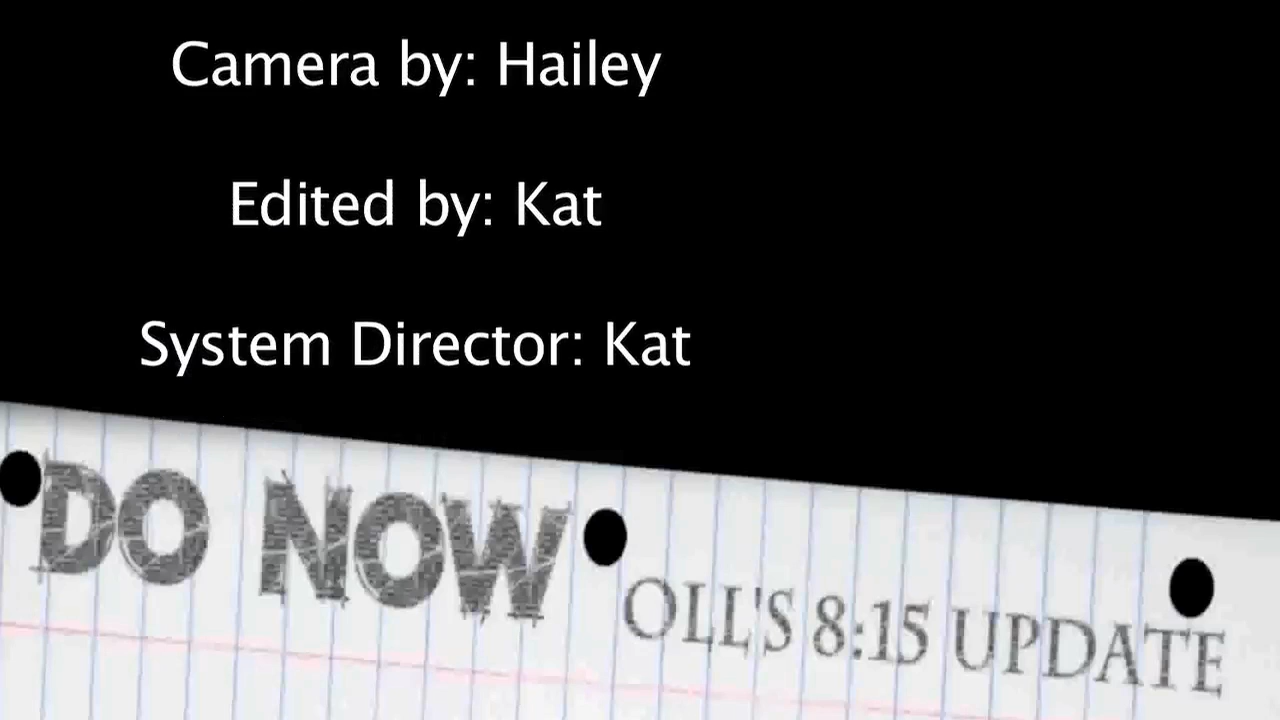 Camera by: Hailey
Edited by: Kat
System Director: Kat
DO NOW
OLL'S 8:15 UPDATE